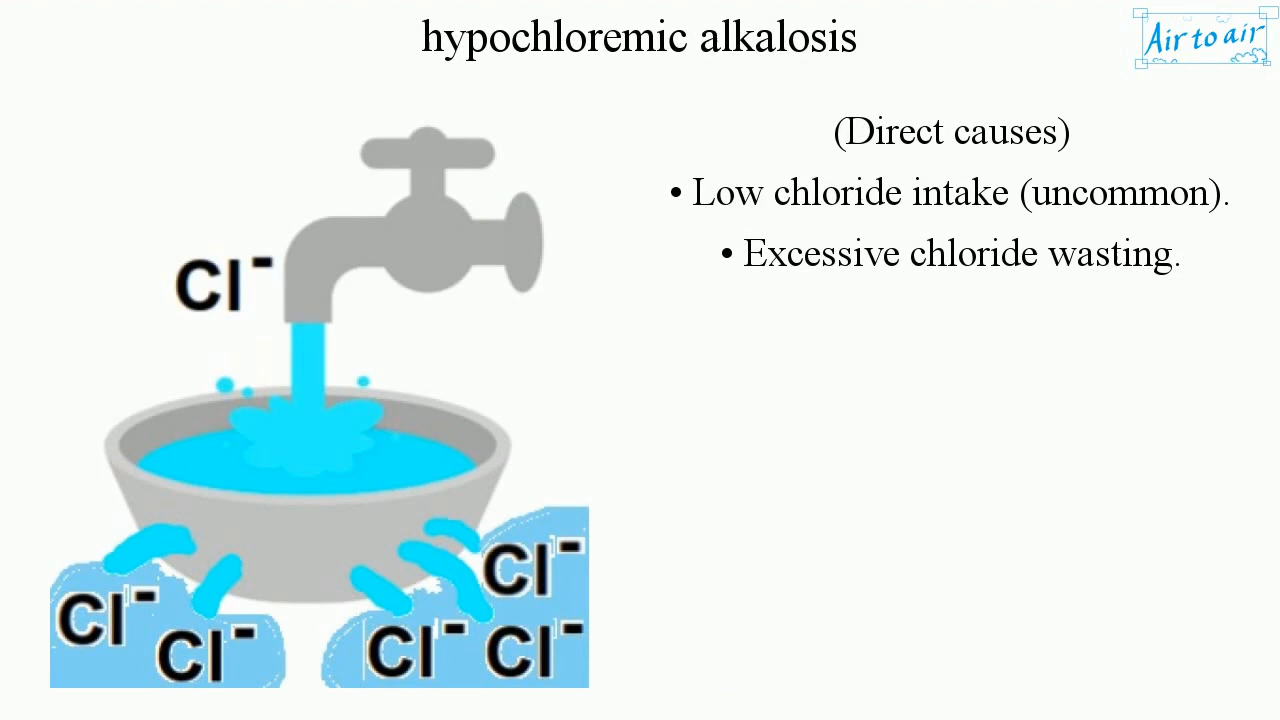 hypochloremic alkalosis
Air to air
(Direct causes)
• Low chloride intake (uncommon).
• Excessive chloride wasting.
Cl-
Cl-
Cl-
Cl-
Cl-
Cl-